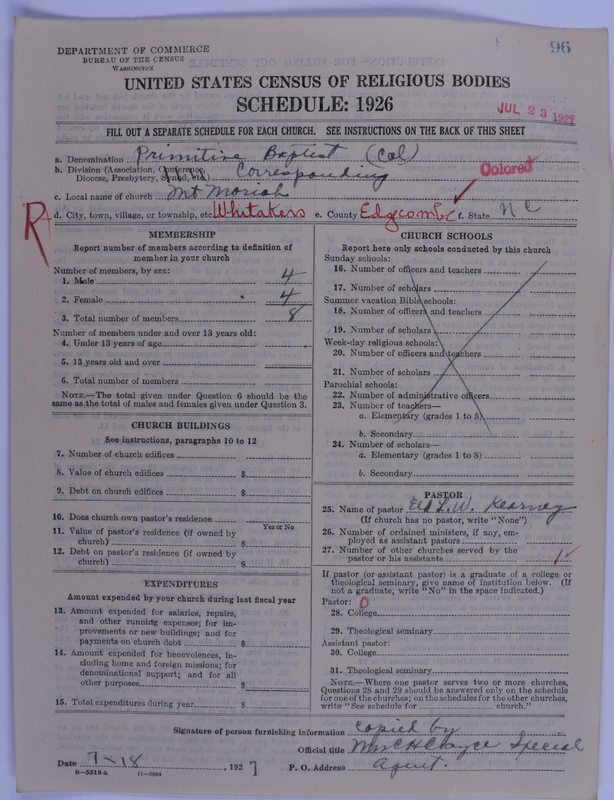 DEPARTMENT OF COMMERCE
BUREAU OF THE CENSUS
WASHINGTON
96
UNITED STATES CENSUS OF RELIGIOUS BODIES
SCHEDULE: 1926
JUL 23 1927
FILL OUT A SEPARATE SCHEDULE FOR EACH CHURCH. SEE INSTRUCTIONS ON THE BACK OF THIS SHEET
a. Denomination Primitive Baptist (Col)
b. Division (Association, Conference, Diocese, Presbytery, Synod, etc.) Corresponding
Colored
c. Local name of church Mt Moriah
R
d. City, town, village, or township, etc. Whitakers e. County Edgecombe f. State N C
MEMBERSHIP
Report number of members according to definition of
member in your church
Number of members, by sex:
1. Male 4
2. Female 4
3. Total number of members 8
Number of members under and over 13 years old:
4. Under 13 years of age
5. 13 years old and over
6. Total number of members
NOTE.—The total given under Question 6 should be the
same as the total of males and females given under Question 3.
CHURCH BUILDINGS
See instructions, paragraphs 10 to 12
7. Number of church edifices
8. Value of church edifices $
9. Debt on church edifices $
10. Does church own pastor's residence
Yes or No
11. Value of pastor's residence (if owned by
church) $
12. Debt on pastor's residence (if owned by
church) $
EXPENDITURES
Amount expended by your church during last fiscal year
13. Amount expended for salaries, repairs,
and other running expenses; for im-
provements or new buildings; and for
payments on church debt $
14. Amount expended for benevolences, in-
cluding home and foreign missions; for
denominational support; and for all
other purposes $
15. Total expenditures during year $
CHURCH SCHOOLS
Report here only schools conducted by this church
Sunday schools:
16. Number of officers and teachers
17. Number of scholars
Summer vacation Bible schools:
18. Number of officers and teachers
19. Number of scholars
Week-day religious schools:
20. Number of officers and teachers
21. Number of scholars
Parochial schools:
22. Number of administrative officers
23. Number of teachers—
a. Elementary (grades 1 to 8)
b. Secondary
24. Number of scholars—
a. Elementary (grades 1 to 8)
b. Secondary
PASTOR
25. Name of pastor Eld L. W. Kearney
(If church has no pastor, write "None")
26. Number of ordained ministers, if any, em-
ployed as assistant pastors
27. Number of other churches served by the
pastor or his assistants 1
If pastor (or assistant pastor) is a graduate of a college or
theological seminary, give name of institution below. (If
not a graduate, write "No" in the space indicated.)
Pastor: 0
28. College
29. Theological seminary
Assistant pastor:
30. College
31. Theological seminary
NOTE.—Where one pastor serves two or more churches,
Questions 28 and 29 should be answered only on the schedule
for one of the churches; on the schedules for the other churches,
write "See schedule for church."
Signature of person furnishing information Copied by
Official title Mrs C H Special
Date 7-18, 1927 P. O. Address Agent.
8-5518 a 11-9064